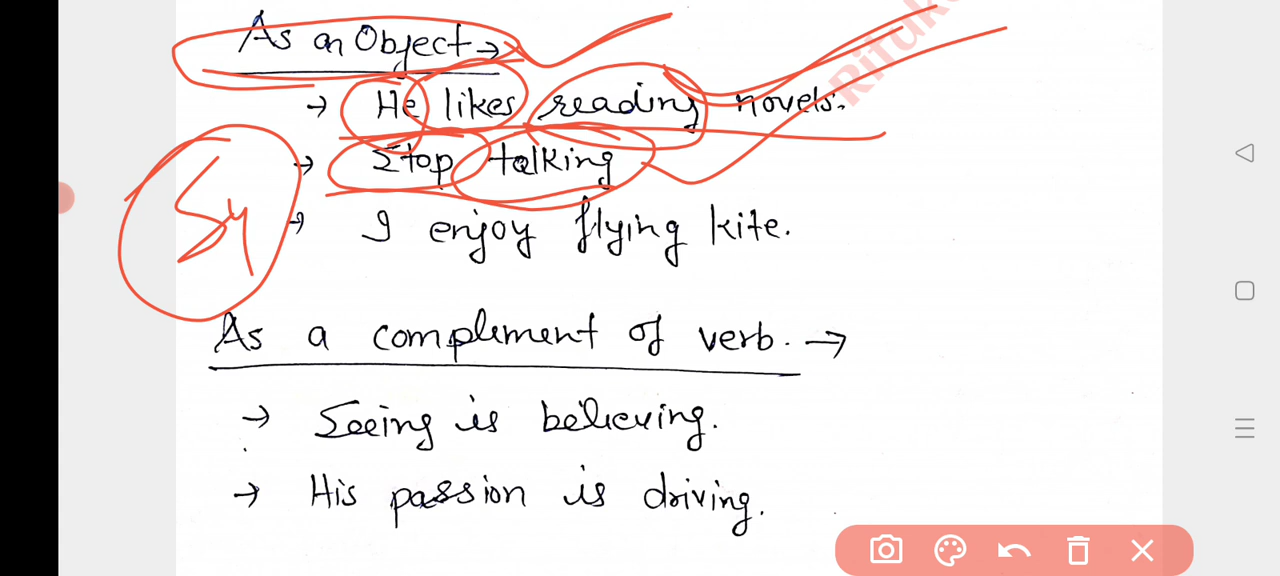 As an Object →
→ He likes reading novels.
→ Stop talking
→ I enjoy flying kite.
As a complement of verb. →
→ Seeing is believing.
→ His passion is driving.